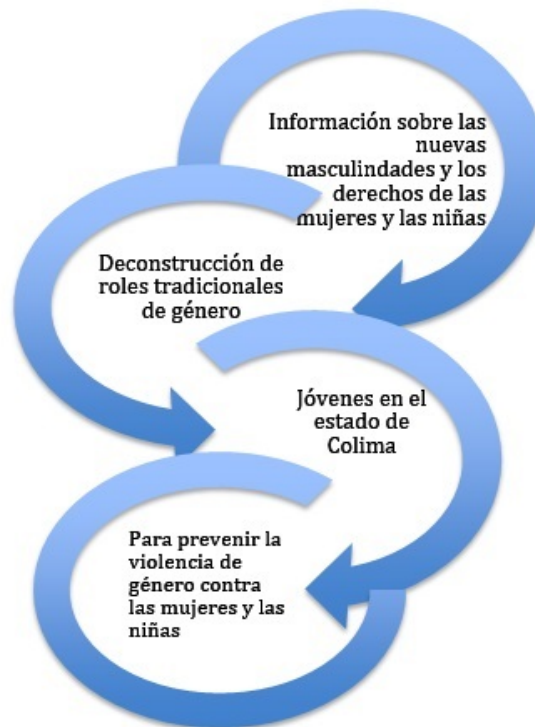 Información sobre las
nuevas
masculindades y los
derechos de las
mujeres y las niñas
Deconstrucción de
roles tradicionales
de género
Jóvenes en el
estado de
Colima
Para prevenir la
violencia de
género contra
las mujeres y las
niñas